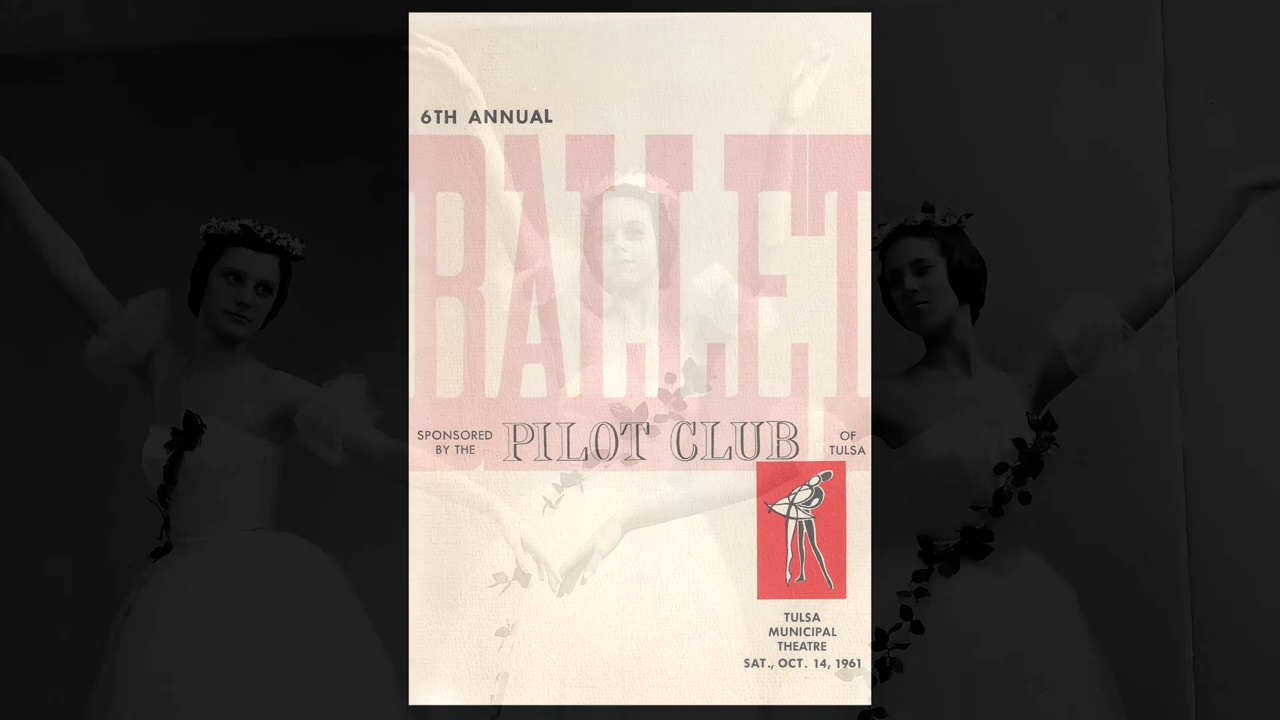 6TH ANNUAL
BALLET
SPONSORED
BY THE
PILOT CLUB
OF
TULSA
TULSA
MUNICIPAL
THEATRE
SAT., OCT. 14, 1961